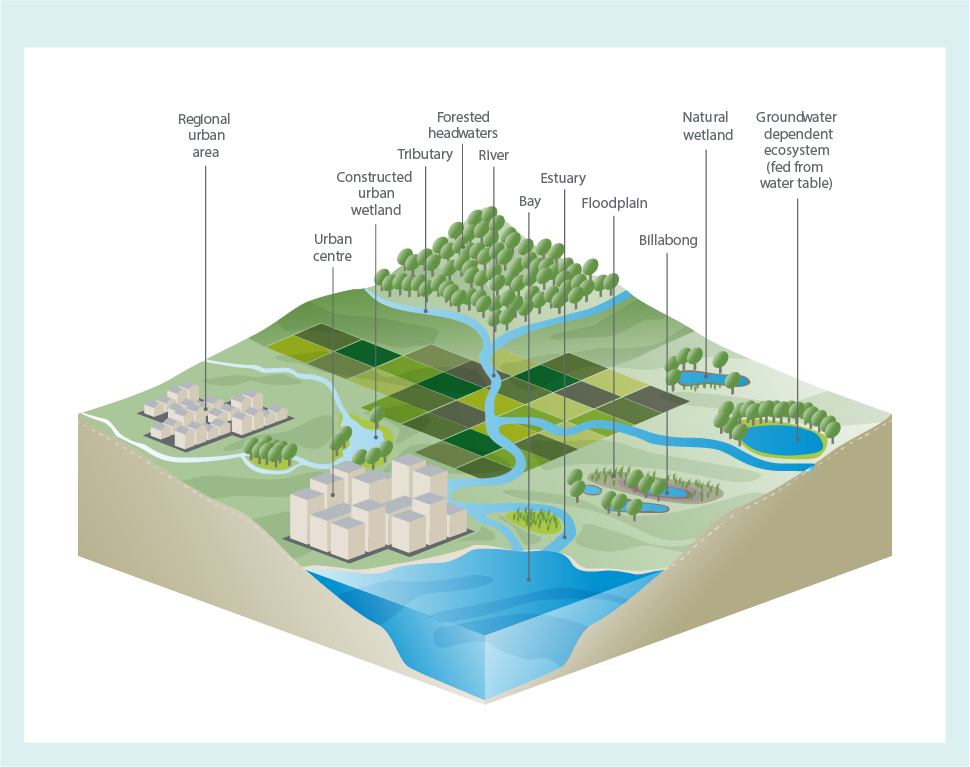 Regional
urban
area
Forested
headwaters
Tributary
River
Constructed
urban
wetland
Urban
centre
Estuary
Bay
Floodplain
Billabong
Natural
wetland
Groundwater
dependent
ecosystem
(fed from
water table)